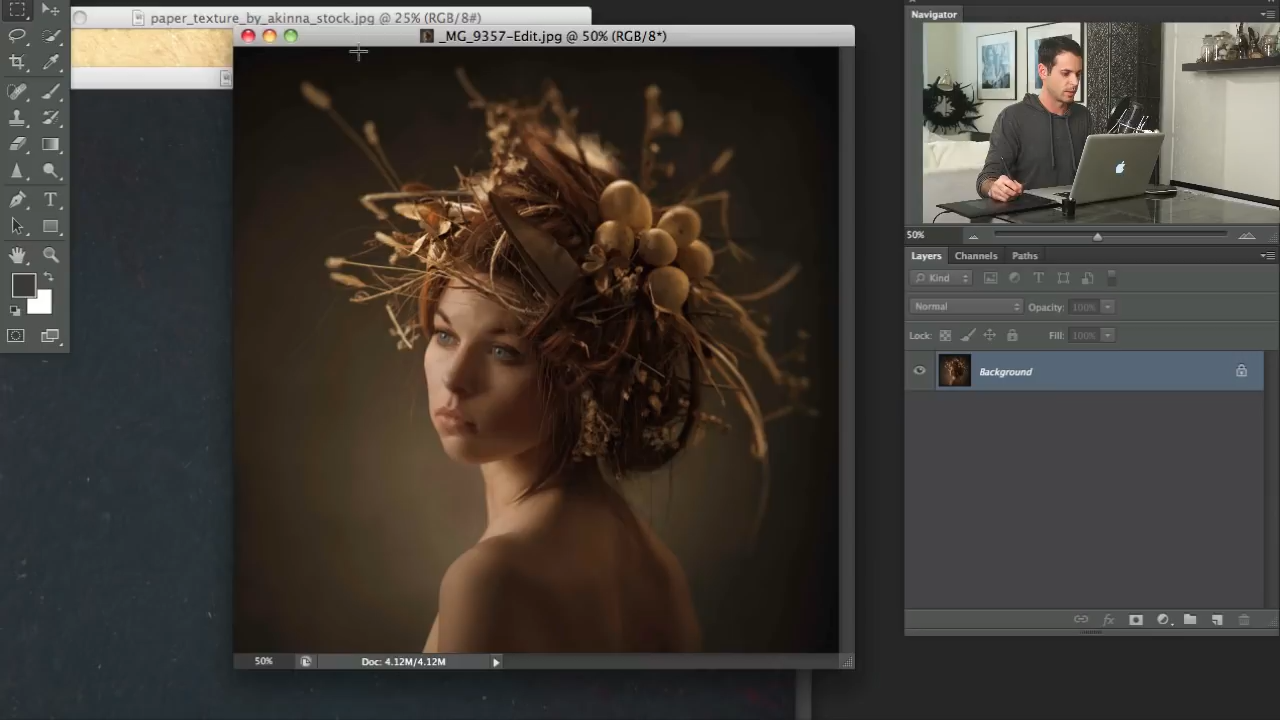 paper_texture_by_akinna_stock.jpg @ 25% (RGB/8#)
_MG_9357-Edit.jpg @ 50% (RGB/8*)
Navigator
50%
Layers Channels Paths
Kind
Normal Opacity: 100%
Lock: Fill: 100%
Background
50% Doc: 4.12M/4.12M